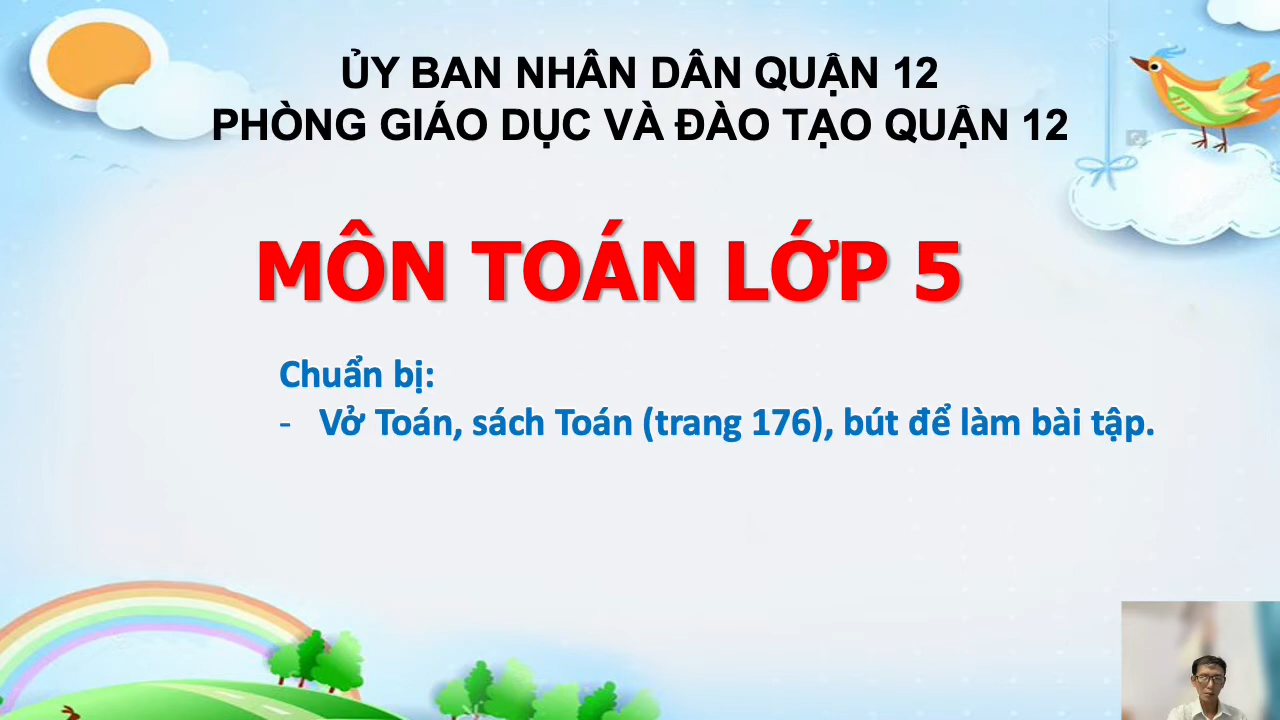 ỦY BAN NHÂN DÂN QUẬN 12
PHÒNG GIÁO DỤC VÀ ĐÀO TẠO QUẬN 12
MÔN TOÁN LỚP 5
Chuẩn bị:
- Vở Toán, sách Toán (trang 176), bút để làm bài tập.